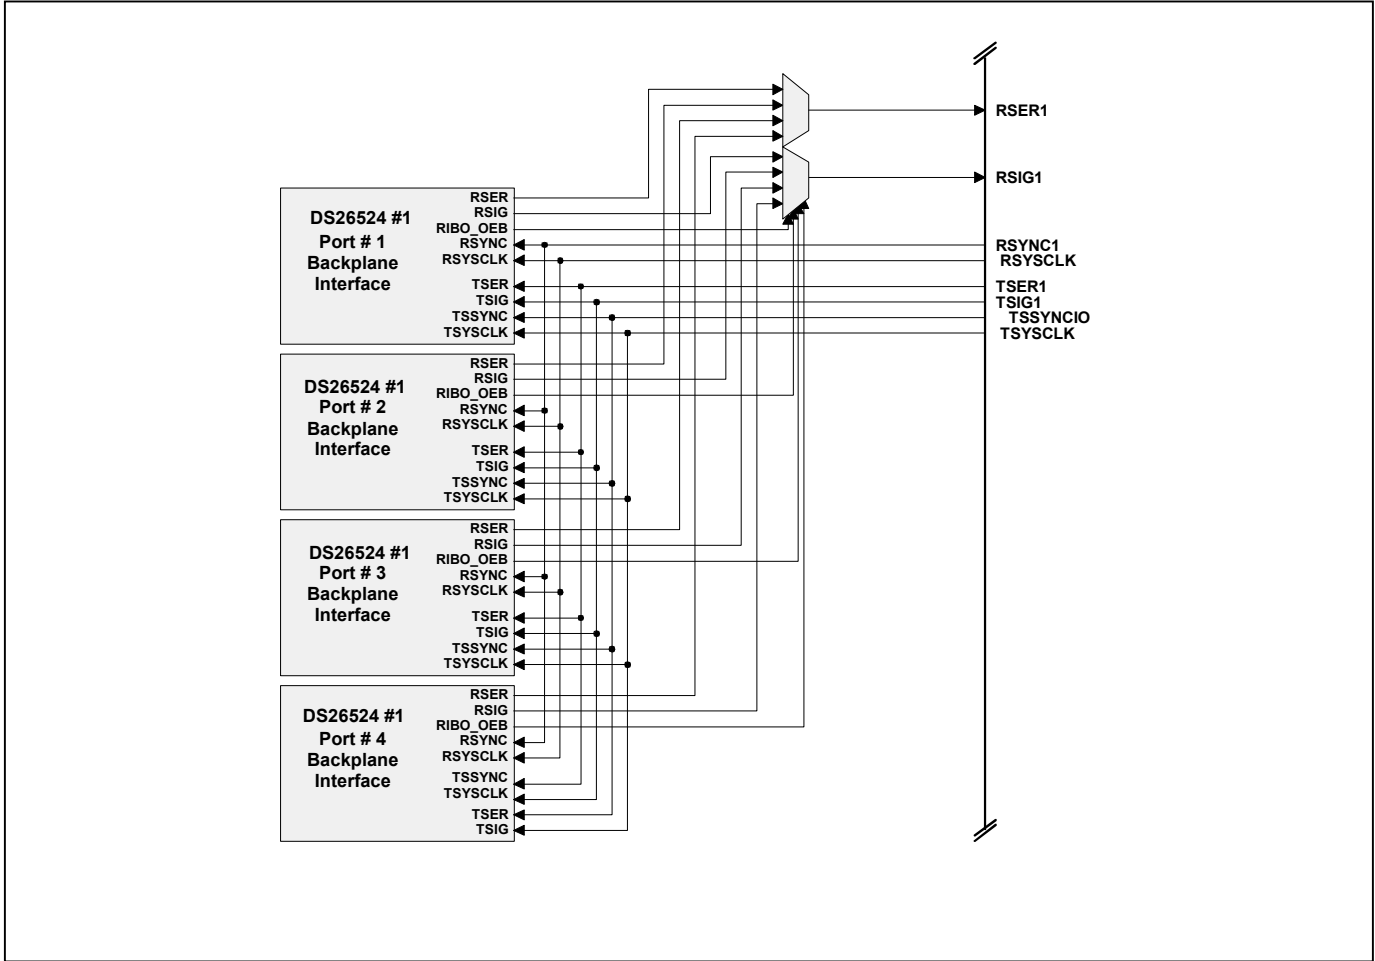 RSER1
RSIG1
DS26524 #1
Port # 1
Backplane
Interface
RSER
RSIG
RIBO_OEB
RSYNC
RSYSCLK
TSER
TSIG
TSSYNC
TSYSCLK
RSYNC1
RSYSCLK
TSER1
TSIG1
TSSYNCIO
TSYSCLK
DS26524 #1
Port # 2
Backplane
Interface
RSER
RSIG
RIBO_OEB
RSYNC
RSYSCLK
TSER
TSIG
TSSYNC
TSYSCLK
DS26524 #1
Port # 3
Backplane
Interface
RSER
RSIG
RIBO_OEB
RSYNC
RSYSCLK
TSER
TSIG
TSSYNC
TSYSCLK
DS26524 #1
Port # 4
Backplane
Interface
RSER
RSIG
RIBO_OEB
RSYNC
RSYSCLK
TSSYNC
TSYSCLK
TSER
TSIG